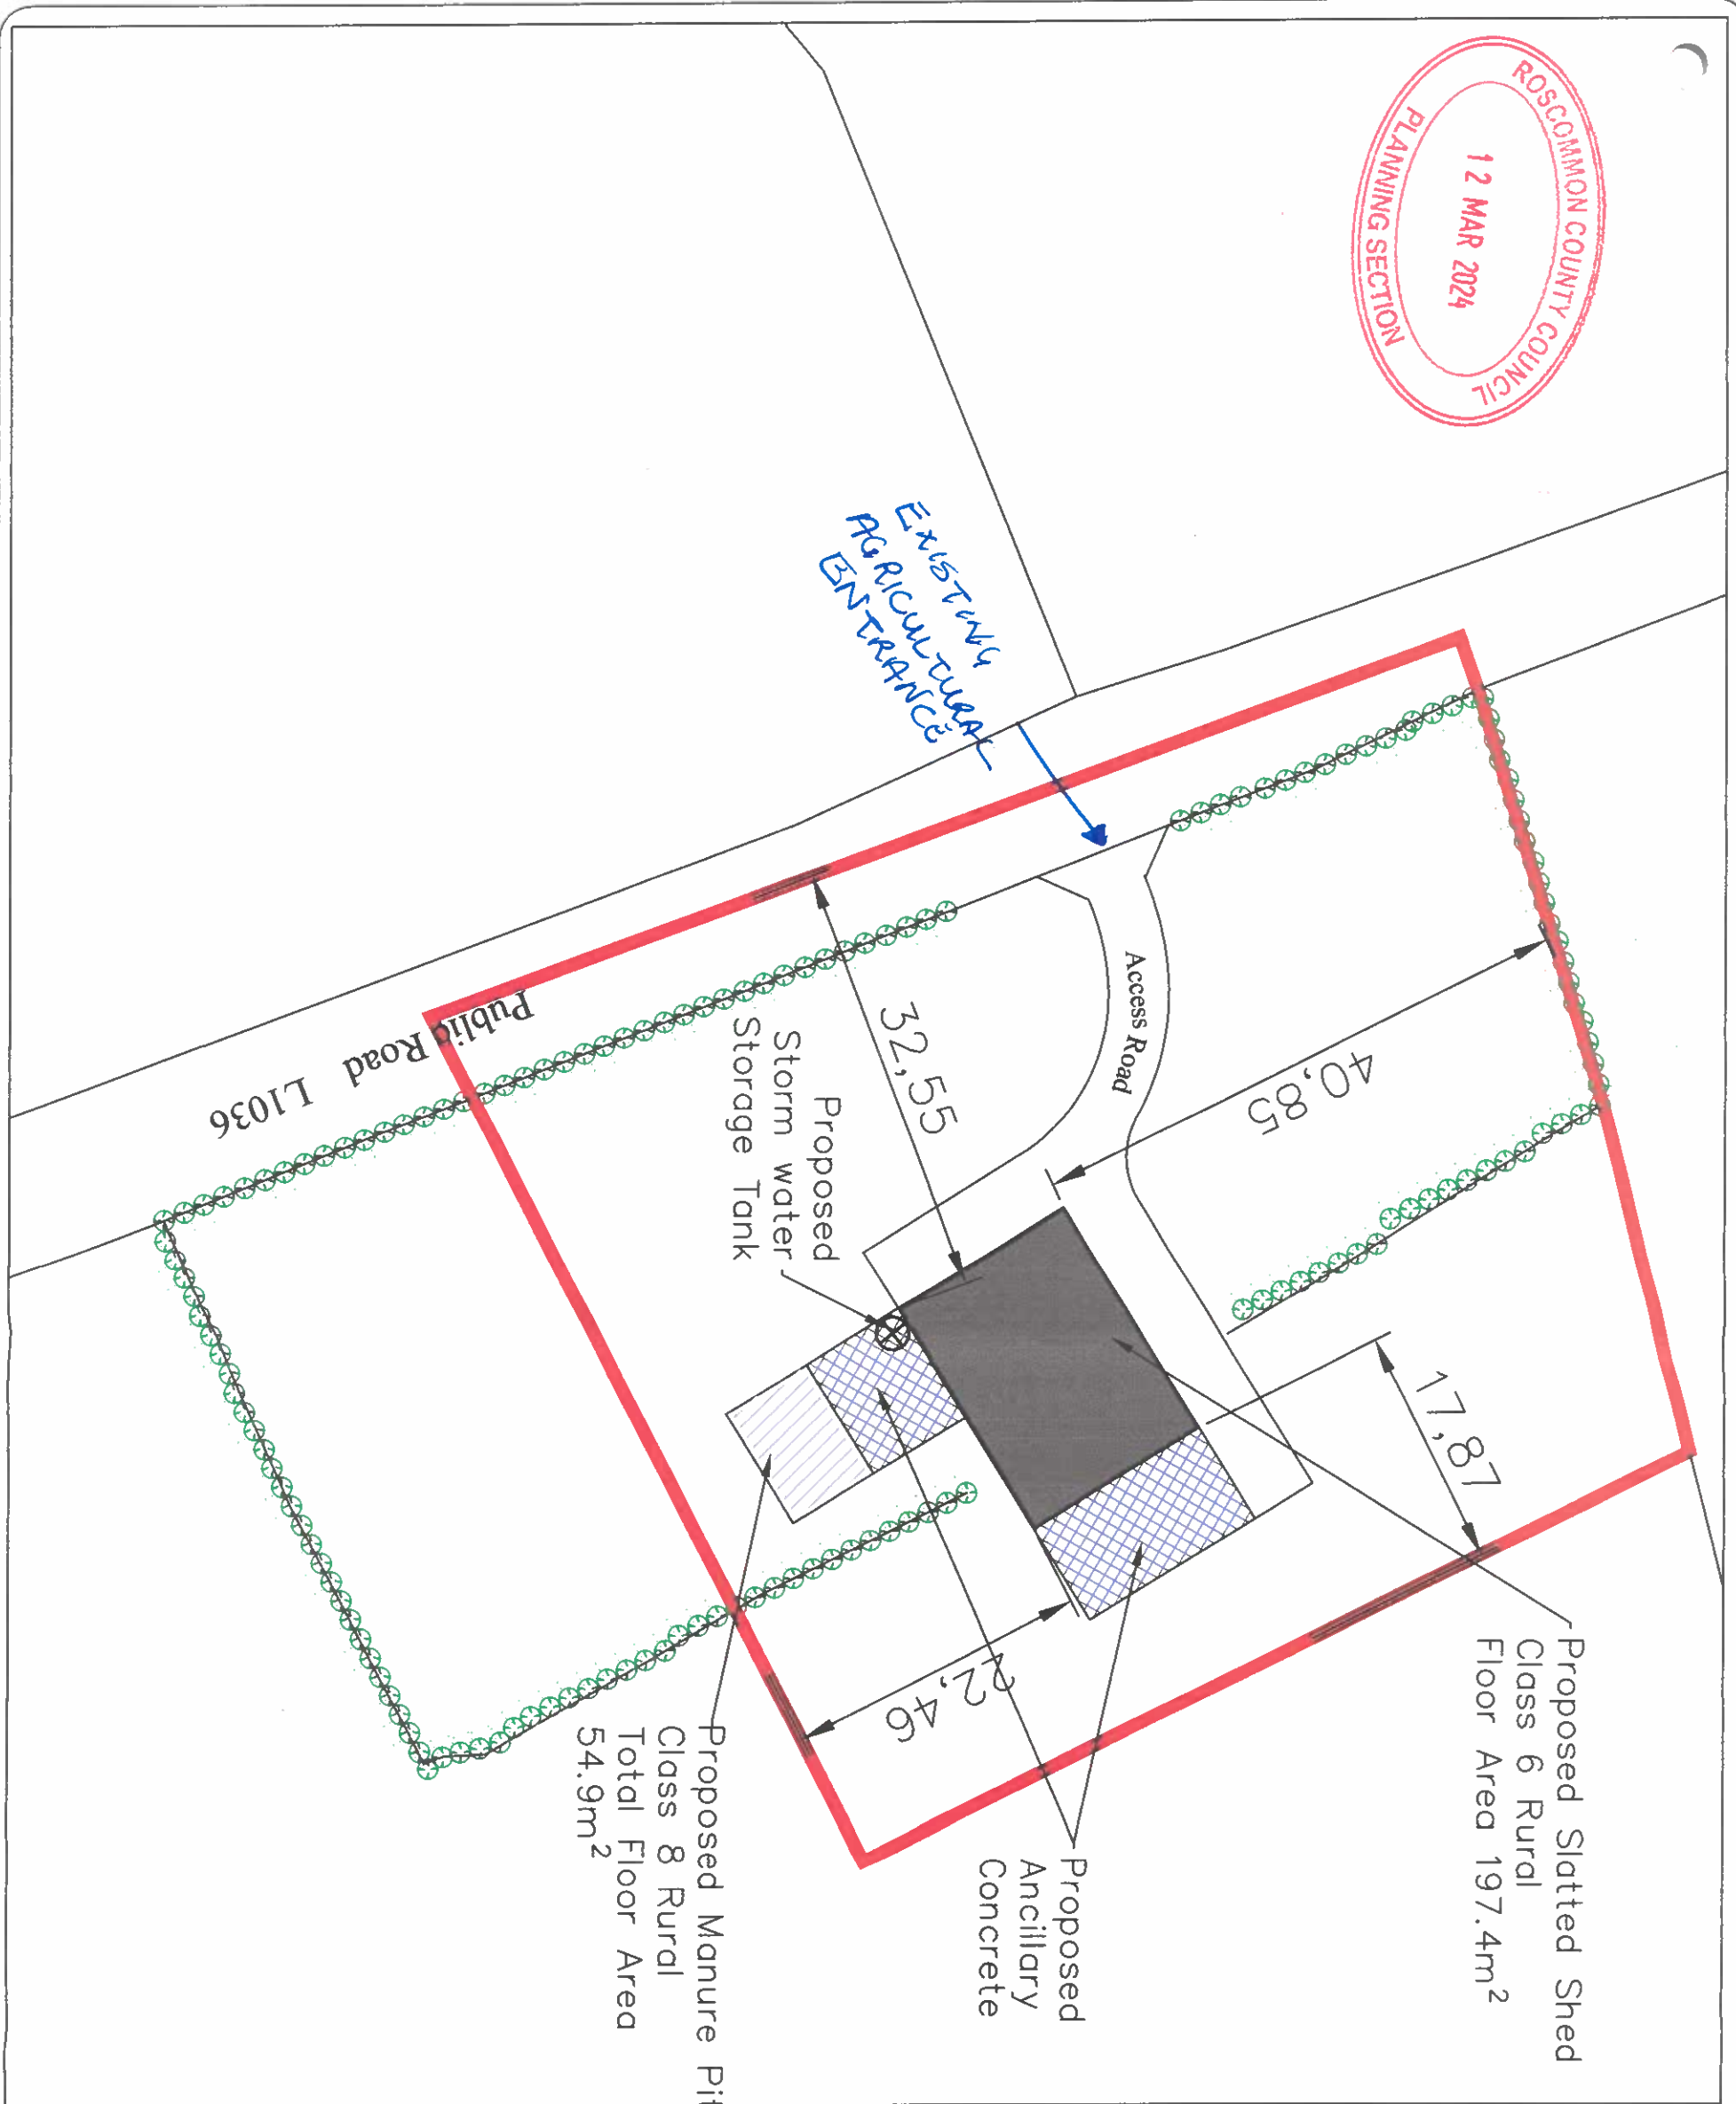 ROSCOMMON COUNTY COUNCIL
12 MAR 2024
PLANNING SECTION
EXISTING
AGRICULTURAL
ENTRANCE
Public Road L1036
Access Road
32,55
40,85
17,87
22,46
Proposed
Storm water
Storage Tank
Proposed Slatted Shed
Class 6 Rural
Floor Area 197.4m²
Proposed
Ancillary
Concrete
Proposed Manure Pit
Class 8 Rural
Total Floor Area
54.9m²